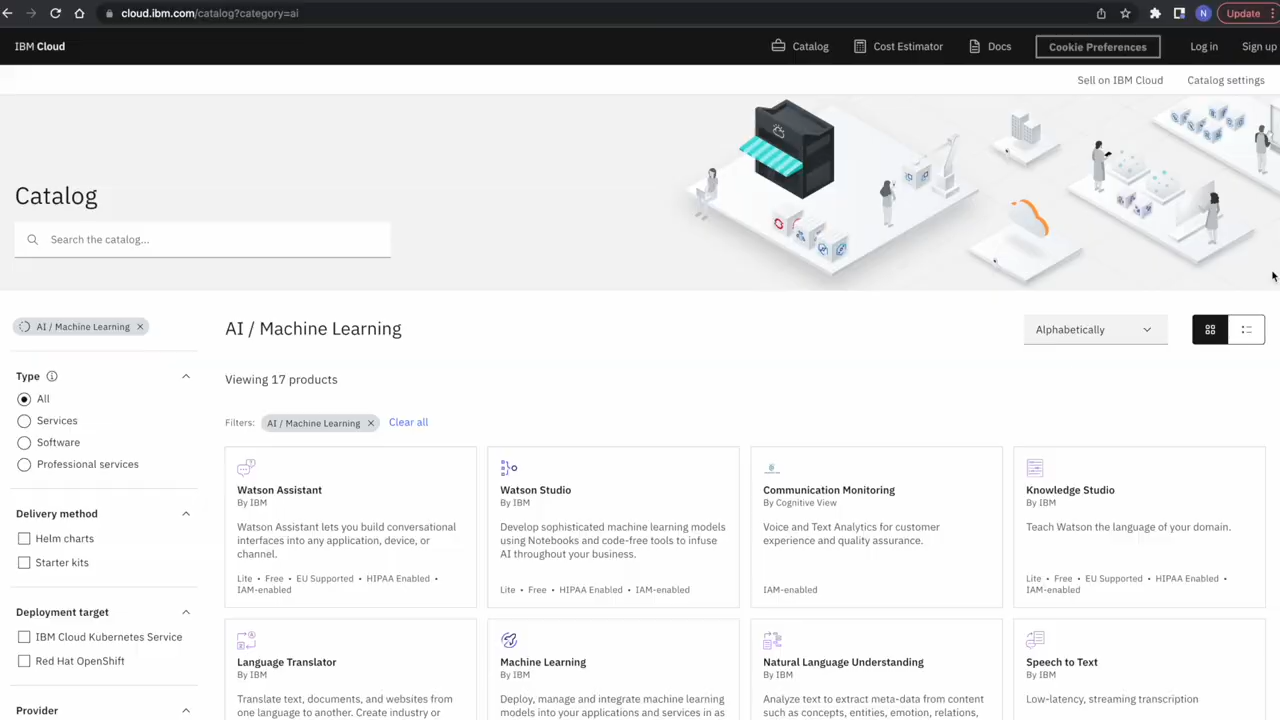 cloud.ibm.com/catalog?category=ai
N
Update
IBM Cloud
Catalog
Cost Estimator
Docs
Cookie Preferences
Log in
Sign up
Sell on IBM Cloud
Catalog settings
Catalog
Search the catalog...
AI / Machine Learning
AI / Machine Learning
Alphabetically
Viewing 17 products
Type
All
Filters:
AI / Machine Learning
Clear all
Services
Software
Professional services
Delivery method
Helm charts
Starter kits
Deployment target
IBM Cloud Kubernetes Service
Red Hat OpenShift
Provider
Watson Assistant
By IBM
Watson Assistant lets you build conversational
interfaces into any application, device, or
channel.
Lite • Free • EU Supported • HIPAA Enabled •
IAM-enabled
Watson Studio
By IBM
Develop sophisticated machine learning models
using Notebooks and code-free tools to infuse
AI throughout your business.
Lite • Free • HIPAA Enabled • IAM-enabled
Communication Monitoring
By Cognitive View
Voice and Text Analytics for customer
experience and quality assurance.
IAM-enabled
Knowledge Studio
By IBM
Teach Watson the language of your domain.
Lite • Free • EU Supported • HIPAA Enabled •
IAM-enabled
Language Translator
By IBM
Translate text, documents, and websites from
one language to another. Create industry or
Machine Learning
By IBM
Deploy, manage and integrate machine learning
models into your applications and services in as
Natural Language Understanding
By IBM
Analyze text to extract meta-data from content
such as concepts, entities, emotion, relations,
Speech to Text
By IBM
Low-latency, streaming transcription